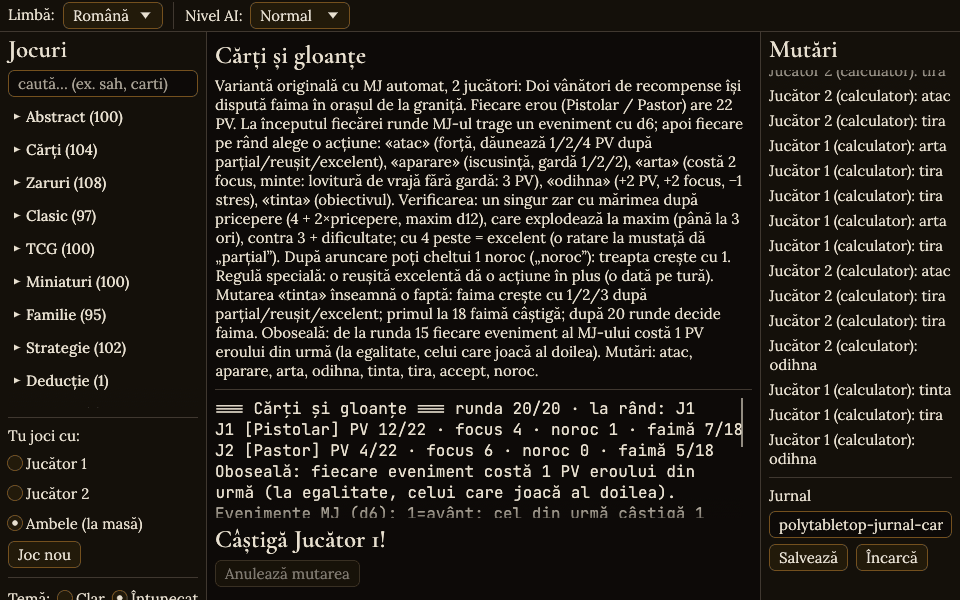 Limbă: Română ▼ Nivel AI: Normal ▼
Jocuri
caută... (ex. sah, carti)
▸ Abstract (100)
▸ Cărți (104)
▸ Zaruri (108)
▸ Clasic (97)
▸ TCG (100)
▸ Miniaturi (100)
▸ Familie (95)
▸ Strategie (102)
▸ Deducție (1)
Tu joci cu:
Jucător 1
Jucător 2
Ambele (la masă)
Joc nou
Temă: Clar Întunecat
Cărți și gloanțe
Variantă originală cu MJ automat, 2 jucători: Doi vânători de recompense își
dispută faima în orașul de la graniță. Fiecare erou (Pistolar / Pastor) are 22
PV. La începutul fiecărei runde MJ-ul trage un eveniment cu d6; apoi fiecare
pe rând alege o acțiune: «atac» (forță, dăunează 1/2/4 PV după
parțial/reușit/excelent), «aparare» (iscusință, gardă 1/2/2), «arta» (costă 2
focus, minte: lovitură de vrajă fără gardă: 3 PV), «odihna» (+2 PV, +2 focus, −1
stres), «tinta» (obiectivul). Verificarea: un singur zar cu mărimea după
pricepere (4 + 2×pricepere, maxim d12), care explodează la maxim (până la 3
ori), contra 3 + dificultate; cu 4 peste = excelent (o ratare la mustață dă
„parțial”). După aruncare poți cheltui 1 noroc („noroc”): treapta crește cu 1.
Regulă specială: o reușită excelentă dă o acțiune în plus (o dată pe tură).
Mutarea «tinta» înseamnă o faptă: faima crește cu 1/2/3 după
parțial/reușit/excelent; primul la 18 faimă câștigă; după 20 runde decide
faima. Oboseală: de la runda 15 fiecare eveniment al MJ-ului costă 1 PV
eroului din urmă (la egalitate, celui care joacă al doilea). Mutări: atac,
aparare, arta, odihna, tinta, tira, accept, noroc.
═══ Cărți și gloanțe ═══ runda 20/20 · la rând: J1
J1 [Pistolar] PV 12/22 · focus 4 · noroc 1 · faimă 7/18
J2 [Pastor] PV 4/22 · focus 6 · noroc 0 · faimă 5/18
Oboseală: fiecare eveniment costă 1 PV eroului din
urmă (la egalitate, celui care joacă al doilea).
Evenimente MJ (d6): 1=avânt: cel din urmă câștigă 1
Câștigă Jucător 1!
Anulează mutarea
Mutări
Jucător 2 (calculator): tira
Jucător 2 (calculator): atac
Jucător 2 (calculator): tira
Jucător 1 (calculator): arta
Jucător 1 (calculator): tira
Jucător 1 (calculator): tira
Jucător 1 (calculator): arta
Jucător 1 (calculator): tira
Jucător 2 (calculator): atac
Jucător 2 (calculator): tira
Jucător 2 (calculator): tira
Jucător 2 (calculator):
odihna
Jucător 1 (calculator): tinta
Jucător 1 (calculator): tira
Jucător 1 (calculator):
odihna
Jurnal
polytabletop-jurnal-car
Salvează Încarcă